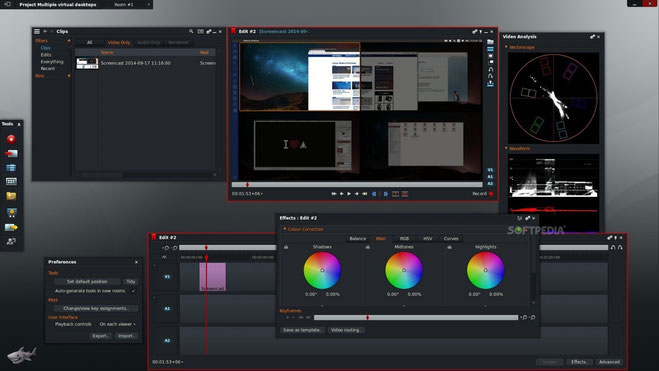 Project Multiple virtual desktops
Room #1
Clips
Filters
Clips
Edits
Everything
Recent
Bins
All
Video Only
Audio Only
Rendered
Name
Reel
Screencast 2014-09-17 11:16:00
Screens
Edit #2
[Screencast 2014-09-
I
V1
A1
A2
00:01:53+06
Record
Video Analysis
Vectorscope
Waveform
Tools x
Effects : Edit #2
Colour Correction
Balance
Main
RGB
HSV
Curves
Shadows
Midtones
Highlights
0.00° 0.00%
0.00° 0.00%
0.00° 0.00%
Keyframes
Save as template...
Video routing...
SOFTPEDIA
Preferences
Tools
Set default position
Tidy
Auto-generate tools in new rooms
Keys
Change/view key assignments...
User interface
Playback controls
On each viewer
Export...
Import...
Edit #2
V1
Screencast
A1
A2
00:01:53+06
Effects...
Advanced